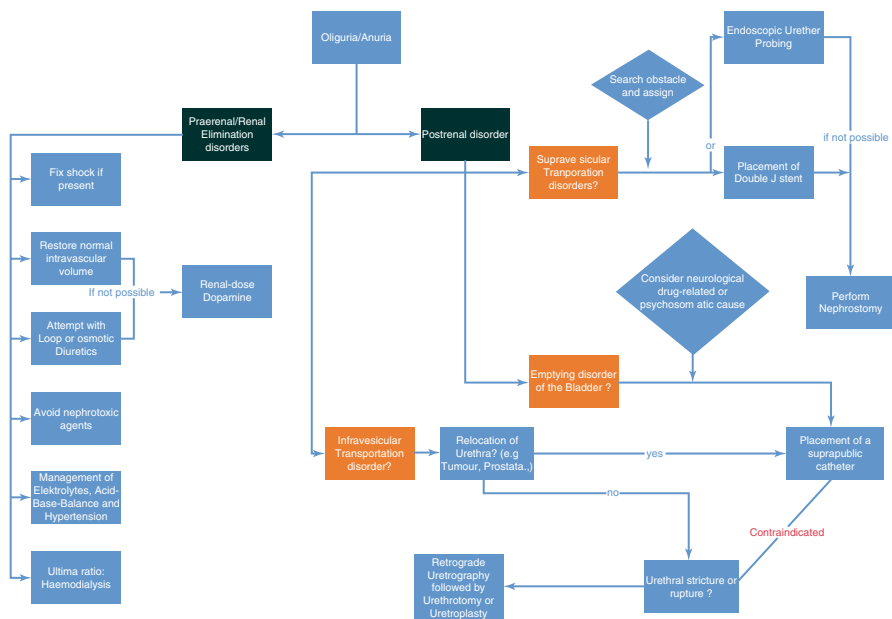 Oliguria/Anuria
Endoscopic Urether
Probing
Search obstacle
and assign
Praerenal/Renal
Elimination
disorders
Postrenal disorder
if not possible
or
Suprave sicular
Tranporation
disorders?
Placement of
Double J stent
Fix shock if
present
Restore normal
intravascular
volume
If not possible
Renal-dose
Dopamine
Consider neurological
drug-related or
psychosom atic cause
Perform
Nephrostomy
Attempt with
Loop or osmotic
Diuretics
Emptying disorder
of the Bladder ?
Avoid nephrotoxic
agents
Infravesicular
Transportation
disorder?
Relocation of
Urethra? (e.g
Tumour, Prostata.,)
yes
Placement of a
suprapublic
catheter
no
Management of
Elektrolytes, Acid-
Base-Balance and
Hypertension
Contraindicated
Ultima ratio:
Haemodialysis
Retrograde
Uretrography
followed by
Urethrotomy or
Uretroplasty
Urethral stricture or
rupture ?